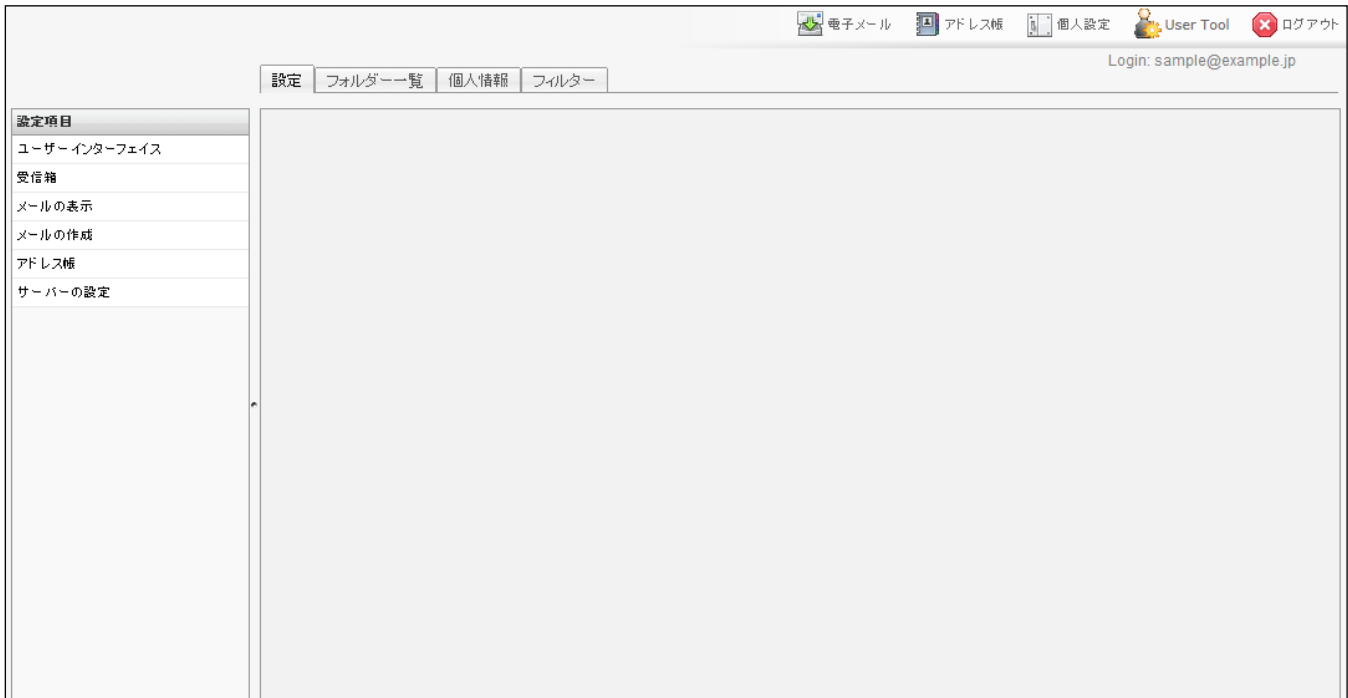 電子メール アドレス帳 個人設定 User Tool ログアウト
Login: sample@example.jp
設定 フォルダー一覧 個人情報 フィルター
設定項目
ユーザーインターフェイス
受信箱
メールの表示
メールの作成
アドレス帳
サーバーの設定